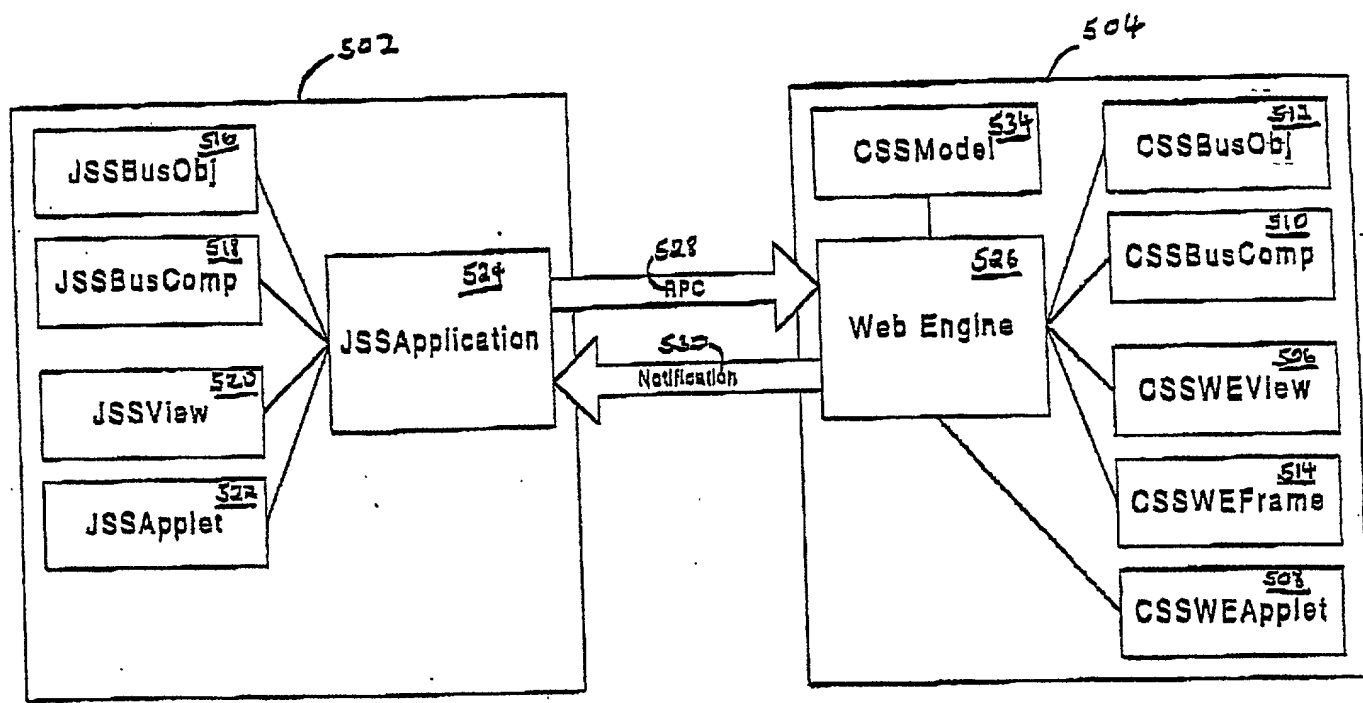 502
504
516
JSSBusObj
518
JSSBusComp
520
JSSView
522
JSSApplet
524
JSSApplication
528
RPC
530
Notification
534
CSSModel
526
Web Engine
512
CSSBusObj
510
CSSBusComp
506
CSSWEView
514
CSSWEFrame
508
CSSWEApplet